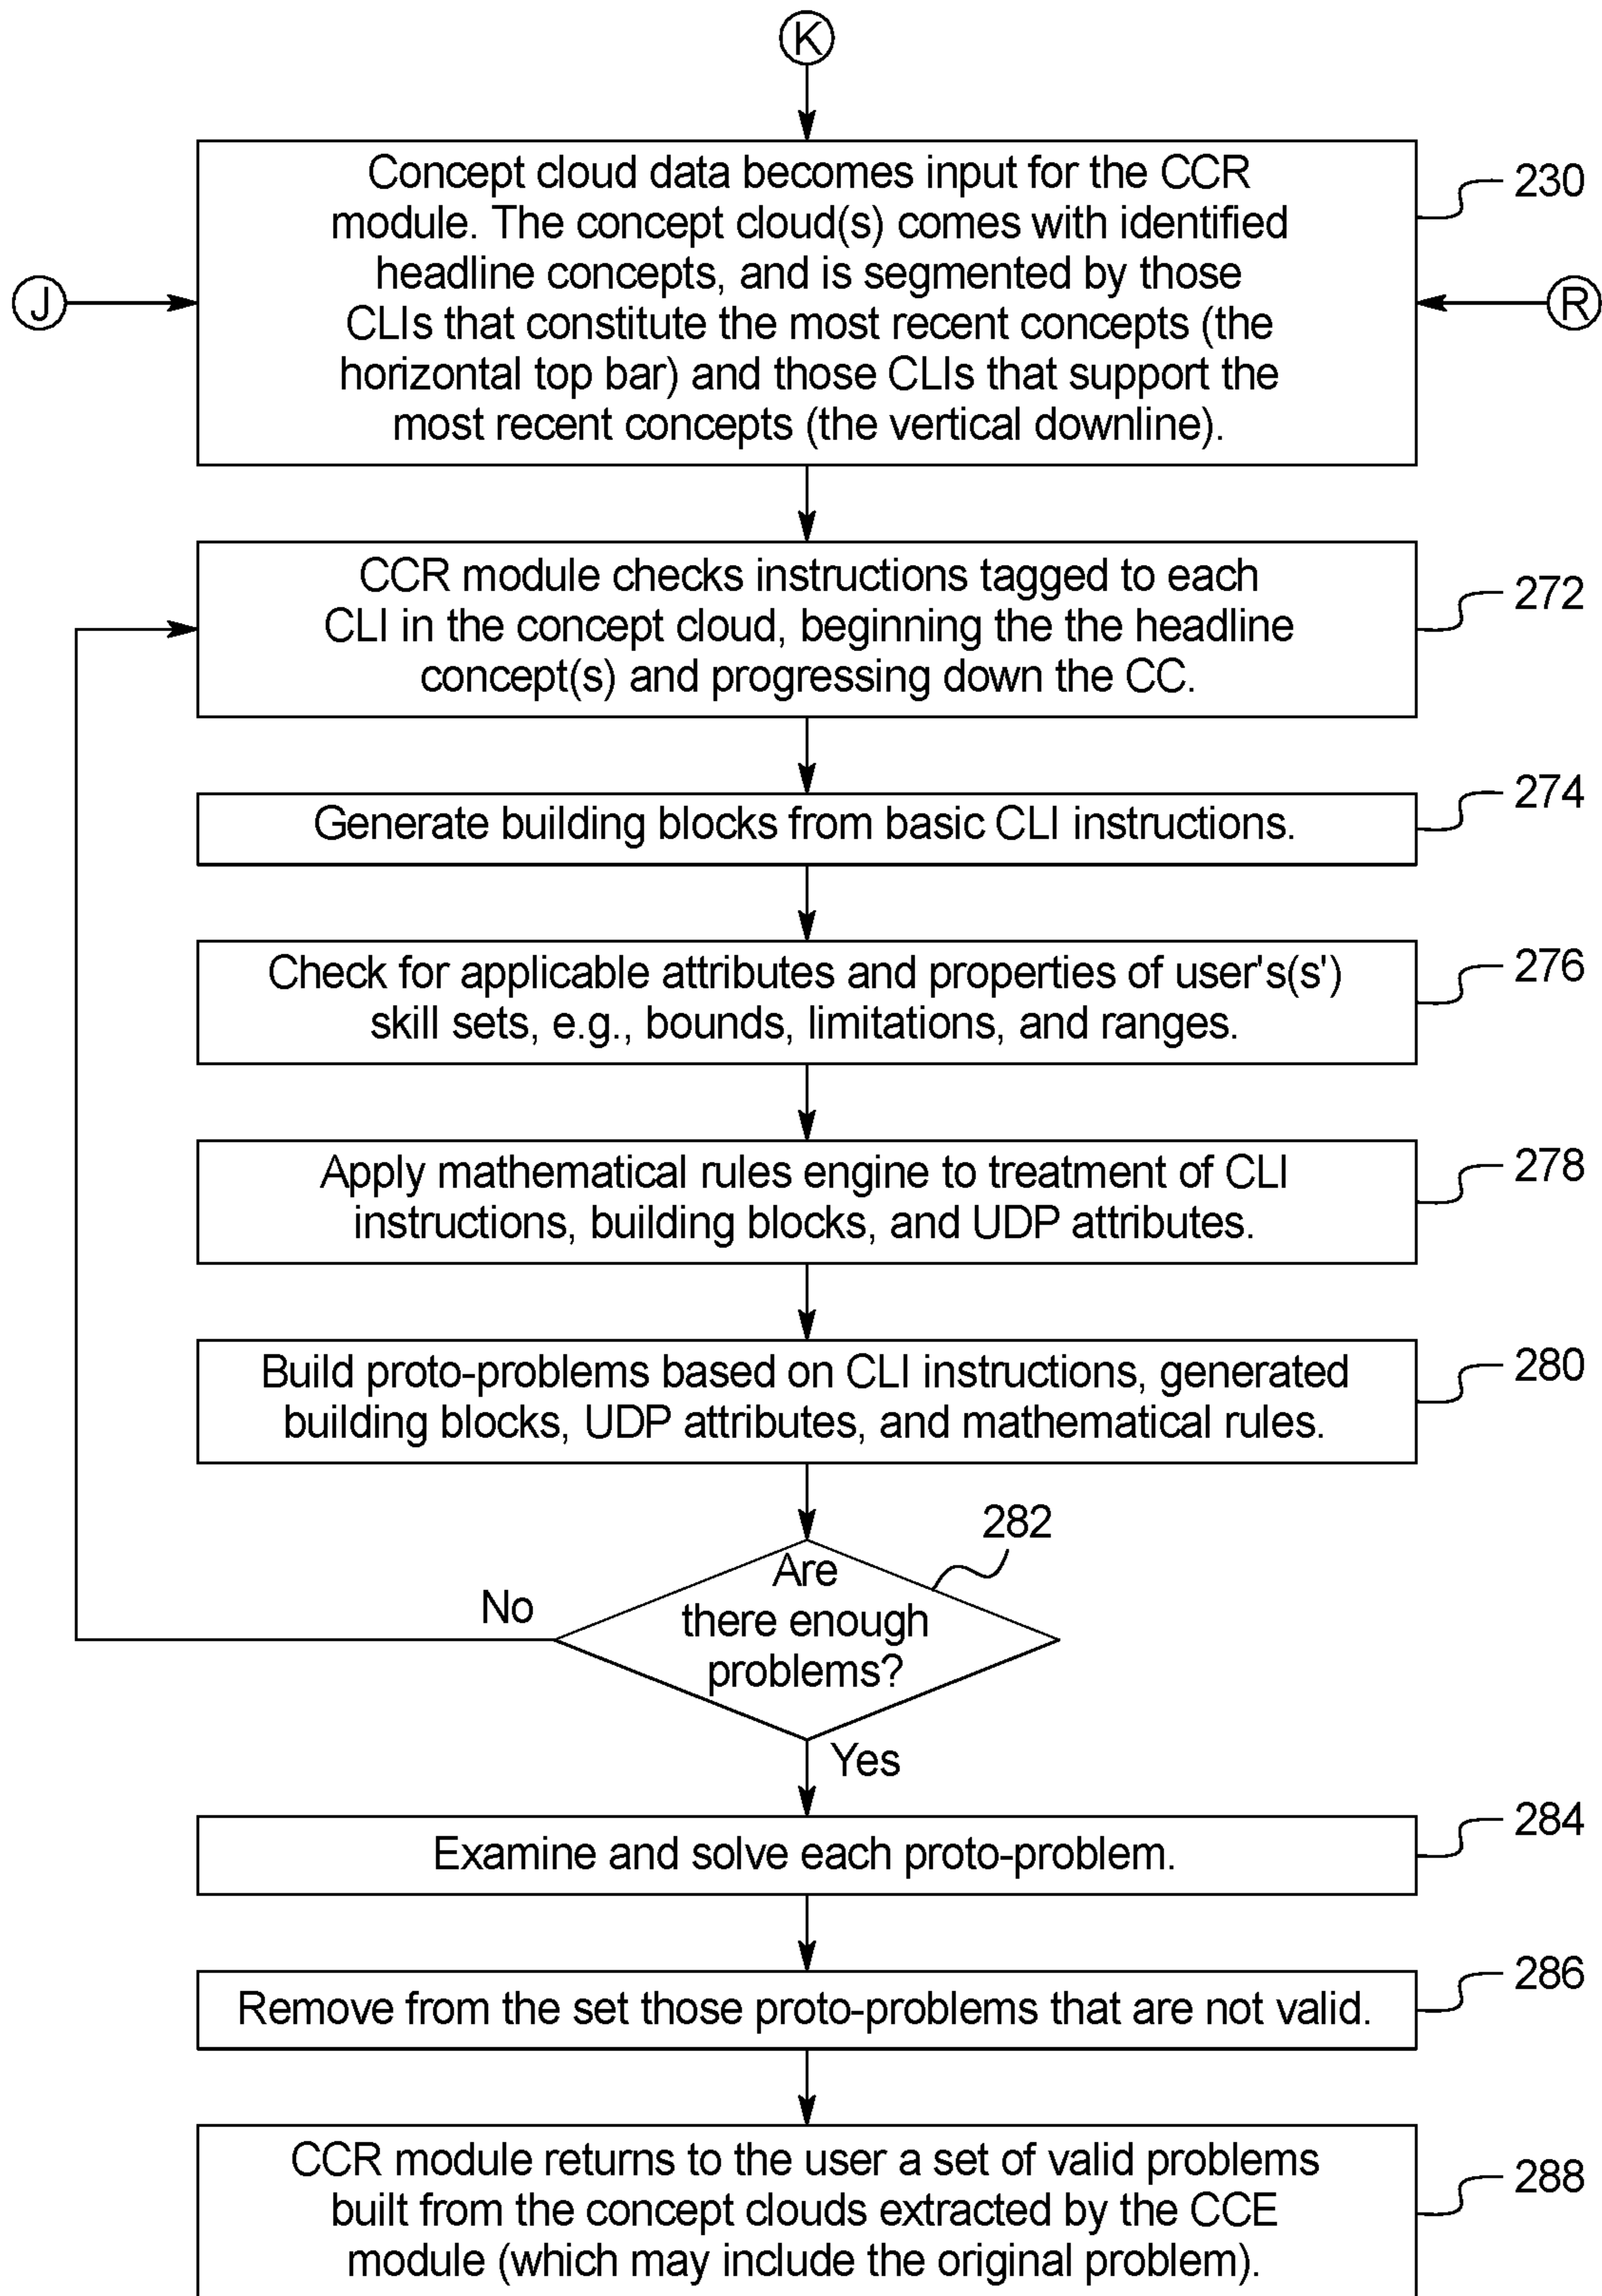 K
Concept cloud data becomes input for the CCR
module. The concept cloud(s) comes with identified
headline concepts, and is segmented by those
CLIs that constitute the most recent concepts (the
horizontal top bar) and those CLIs that support the
most recent concepts (the vertical downline).
230
J
R
CCR module checks instructions tagged to each
CLI in the concept cloud, beginning the the headline
concept(s) and progressing down the CC.
272
Generate building blocks from basic CLI instructions.
274
Check for applicable attributes and properties of user's(s')
skill sets, e.g., bounds, limitations, and ranges.
276
Apply mathematical rules engine to treatment of CLI
instructions, building blocks, and UDP attributes.
278
Build proto-problems based on CLI instructions, generated
building blocks, UDP attributes, and mathematical rules.
280
282
Are
there enough
problems?
No
Yes
Examine and solve each proto-problem.
284
Remove from the set those proto-problems that are not valid.
286
CCR module returns to the user a set of valid problems
built from the concept clouds extracted by the CCE
module (which may include the original problem).
288